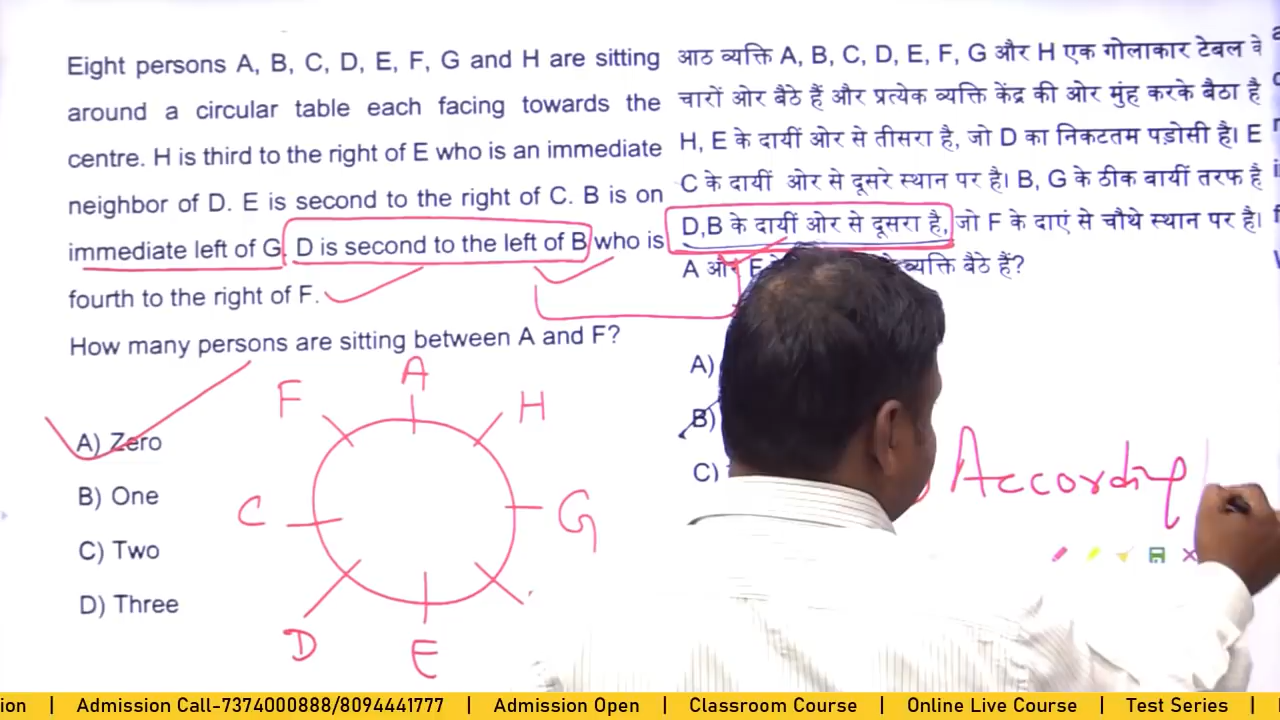 Eight persons A, B, C, D, E, F, G and H are sitting
around a circular table each facing towards the
centre. H is third to the right of E who is an immediate
neighbor of D. E is second to the right of C. B is on
immediate left of G. D is second to the left of B who is
fourth to the right of F.
How many persons are sitting between A and F?
A) Zero
B) One
C) Two
D) Three
आठ व्यक्ति A, B, C, D, E, F, G और H एक गोलाकार टेबल
चारों ओर बैठे हैं और प्रत्येक व्यक्ति केंद्र की ओर मुंह करके बैठा है
H, E के दायीं ओर से तीसरा है, जो D का निकटतम पड़ोसी है। E
C के दायीं ओर से दूसरे स्थान पर है। B, G के ठीक बायीं तरफ है
D,B के दायीं ओर से दूसरा है, जो F के दाएं से चौथे स्थान पर है।
A और F व्यक्ति बैठे हैं?
A)
B)
C)
A
F
H
C
G
D
E
According
ion | Admission Call-7374000888/8094441777 | Admission Open | Classroom Course | Online Live Course | Test Series |